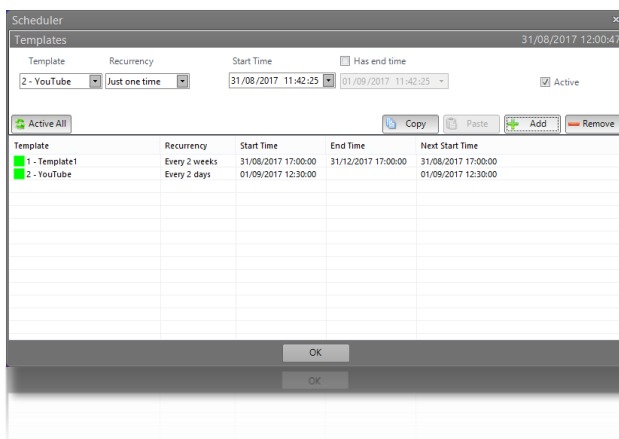 Scheduler
Templates 31/08/2017 12:00:47
Template Recurrency Start Time Has end time
2 - YouTube Just one time 31/08/2017 11:42:25 01/09/2017 11:42:25 Active
Active All Copy Paste Add Remove
Template Recurrency Start Time End Time Next Start Time
1 - Template1 Every 2 weeks 31/08/2017 17:00:00 31/12/2017 17:00:00 31/08/2017 17:00:00
2 - YouTube Every 2 days 01/09/2017 12:30:00 01/09/2017 12:30:00
OK